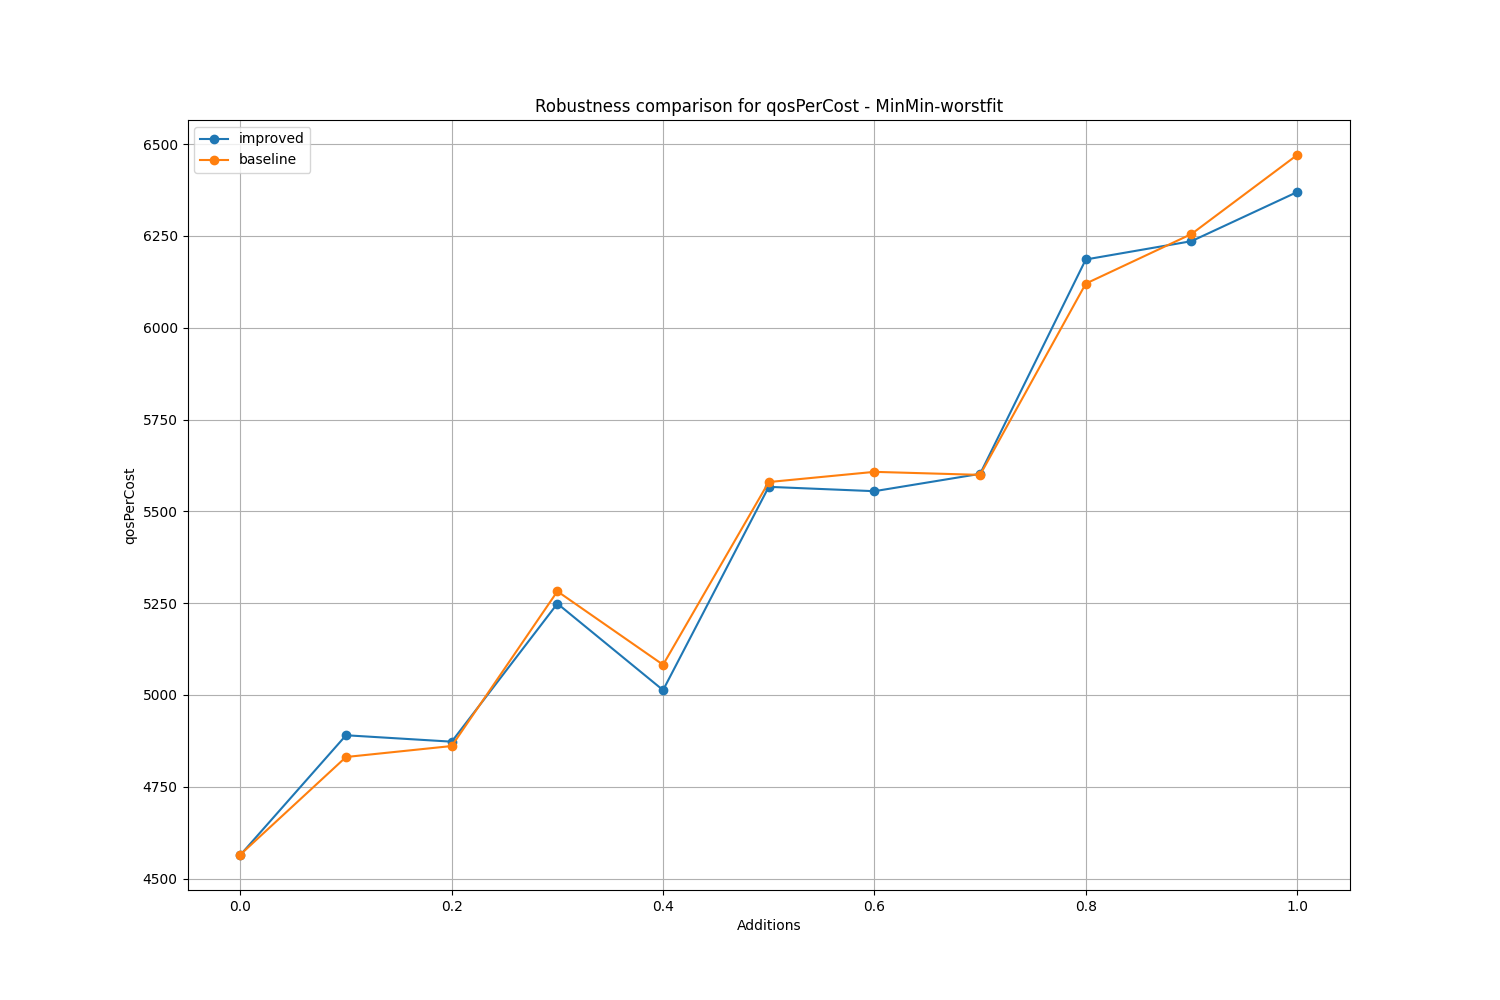 Robustness comparison for qosPerCost - MinMin-worstfit
improved
baseline
6500
6250
6000
5750
5500
5250
5000
4750
4500
qosPerCost
0.0 0.2 0.4 0.6 0.8 1.0
Additions